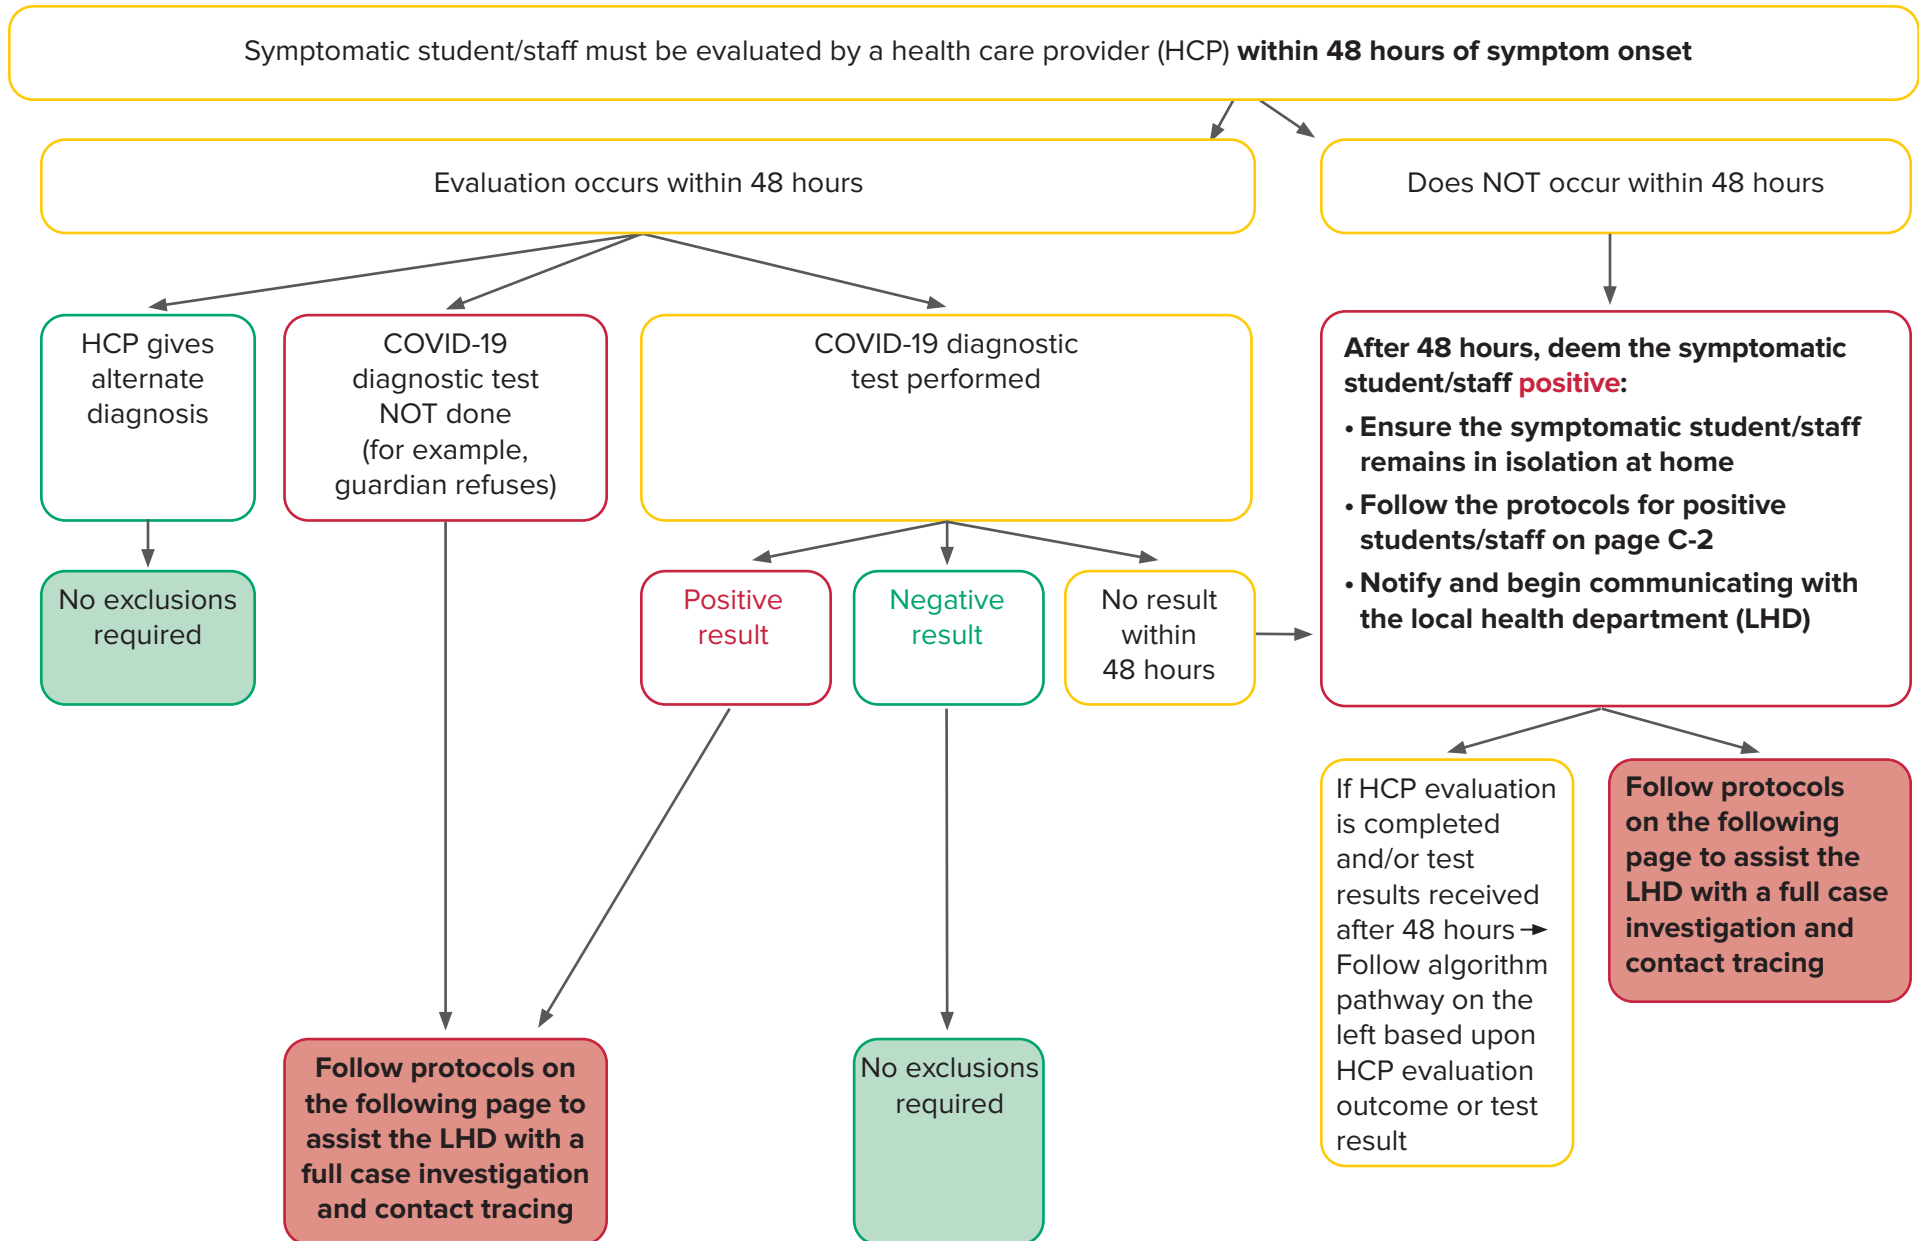 Symptomatic student/staff must be evaluated by a health care provider (HCP) within 48 hours of symptom onset
Evaluation occurs within 48 hours
Does NOT occur within 48 hours
HCP gives
alternate
diagnosis
COVID-19
diagnostic test
NOT done
(for example,
guardian refuses)
COVID-19 diagnostic
test performed
After 48 hours, deem the symptomatic
student/staff positive:
• Ensure the symptomatic student/staff
remains in isolation at home
• Follow the protocols for positive
students/staff on page C-2
• Notify and begin communicating with
the local health department (LHD)
No exclusions
required
Positive
result
Negative
result
No result
within
48 hours
If HCP evaluation
is completed
and/or test
results received
after 48 hours →
Follow algorithm
pathway on the
left based upon
HCP evaluation
outcome or test
result
Follow protocols
on the following
page to assist the
LHD with a full case
investigation and
contact tracing
Follow protocols on
the following page to
assist the LHD with a
full case investigation
and contact tracing
No exclusions
required